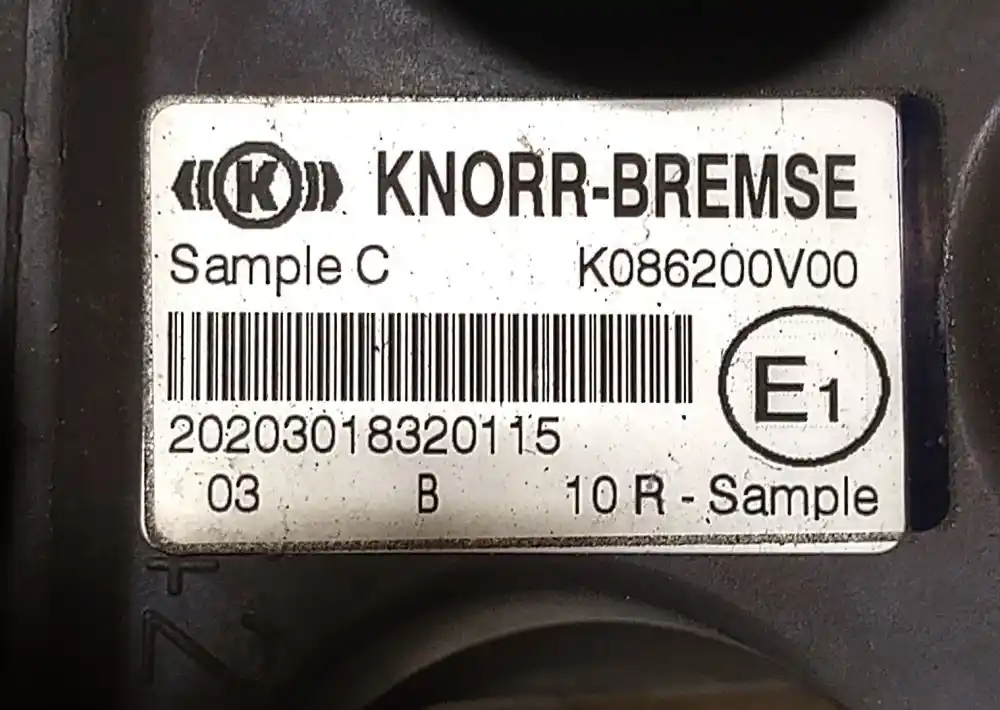 K KNORR-BREMSE
Sample C K086200V00
E1
20203018320115
03 B 10 R - Sample